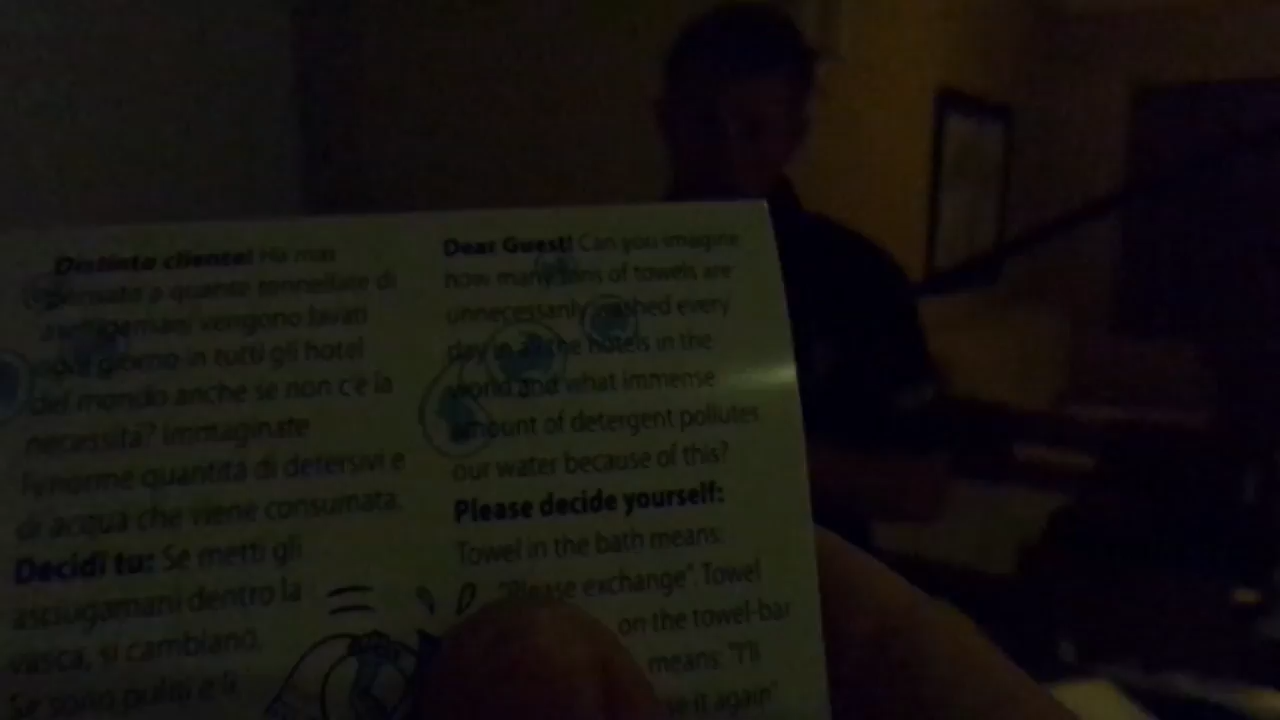 Distinto cliente! Ha mai
pensato a quante tonnellate di
asciugamani vengono lavati
ogni giorno in tutti gli hotel
del mondo anche se non c'è la
necessità? Immaginate
l'enorme quantità di detersivi e
di acqua che viene consumata.
Decidi tu: Se metti gli
asciugamani dentro la
vasca, si cambiano.
Se sono puliti e li
Dear Guest! Can you imagine
how many tons of towels are
unnecessarily washed every
day in all the hotels in the
world and what immense
amount of detergent pollutes
our water because of this?
Please decide yourself:
Towel in the bath means:
"Please exchange". Towel
on the towel-bar
means: "I'll
it again"